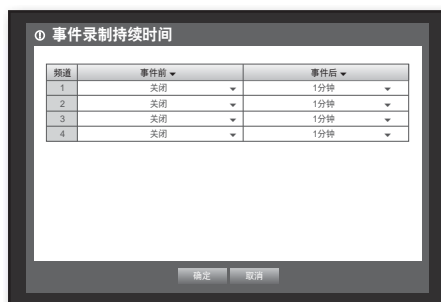 事件录制持续时间
频道 事件前 事件后
1 关闭 1分钟
2 关闭 1分钟
3 关闭 1分钟
4 关闭 1分钟
确定 取消